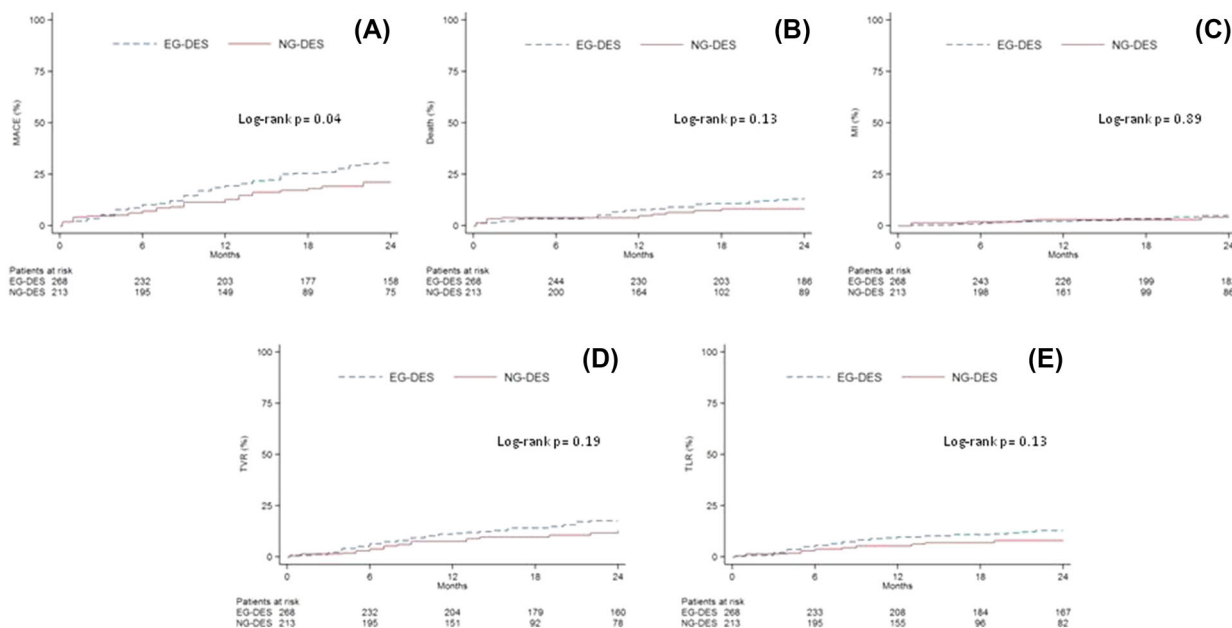 (A)
EG-DES NG-DES
100
75
50
25
0
MACE (%)
Log-rank p= 0.04
0 6 12 18 24
Months
Patients at risk
EG-DES 268 232 203 177 158
NG-DES 213 195 149 89 75
(B)
EG-DES NG-DES
100
75
50
25
0
Death (%)
Log-rank p= 0.13
0 6 12 18 24
Months
Patients at risk
EG-DES 268 244 230 203 186
NG-DES 213 200 164 102 89
(C)
EG-DES NG-DES
100
75
50
25
0
MI (%)
Log-rank p= 0.89
0 6 12 18 24
Months
Patients at risk
EG-DES 268 243 226 199
NG-DES 213 198 161 99
(D)
EG-DES NG-DES
100
75
50
25
0
TVR (%)
Log-rank p= 0.19
0 6 12 18 24
Months
Patients at risk
EG-DES 268 232 204 179 160
NG-DES 213 195 151 92 78
(E)
EG-DES NG-DES
100
75
50
25
0
TLR (%)
Log-rank p= 0.13
0 6 12 18 24
Months
Patients at risk
EG-DES 268 233 208 184 167
NG-DES 213 195 155 96 82